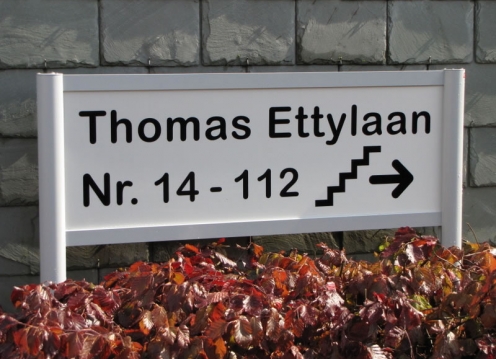 Thomas Ettylaan
Nr. 14 - 112